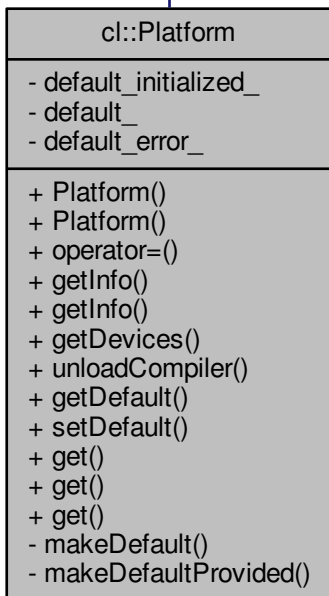 cl::Platform
- default_initialized_
- default_
- default_error_
+ Platform()
+ Platform()
+ operator=()
+ getInfo()
+ getInfo()
+ getDevices()
+ unloadCompiler()
+ getDefault()
+ setDefault()
+ get()
+ get()
+ get()
- makeDefault()
- makeDefaultProvided()